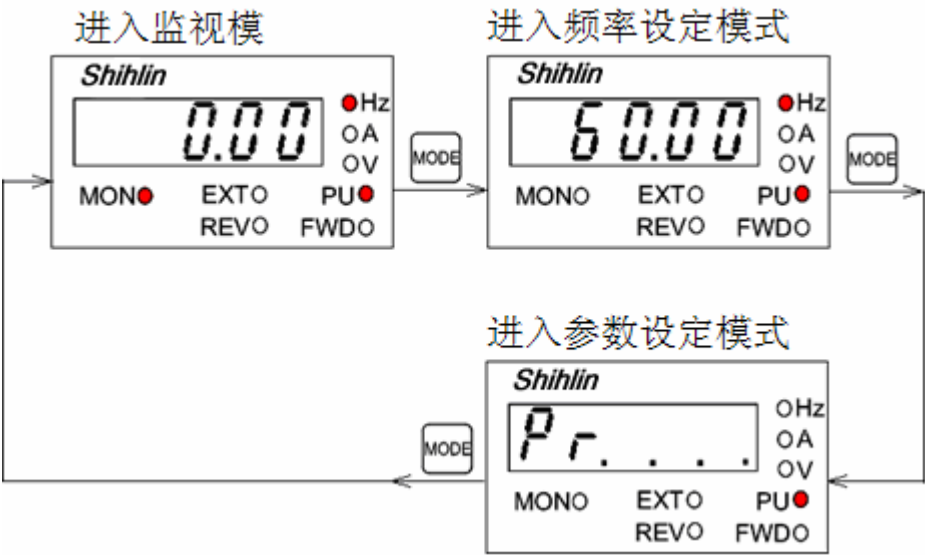 进入监视模
进入频率设定模式
Shihlin
0.00
Hz
A
V
MON EXT PU
REV FWD
MODE
Shihlin
60.00
Hz
A
V
MON EXT PU
REV FWD
MODE
进入参数设定模式
Shihlin
Pr. . . .
Hz
A
V
MON EXT PU
REV FWD
MODE